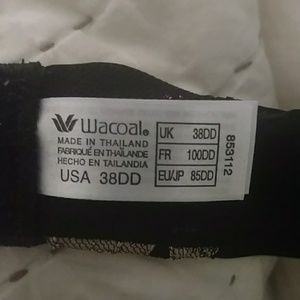 Wacoal®
MADE IN THAILAND
FABRIQUÉ EN THAÏLANDE
HECHO EN TAILANDIA
USA 38DD
UK 38DD
FR 100DD
EU/JP 85DD
853112